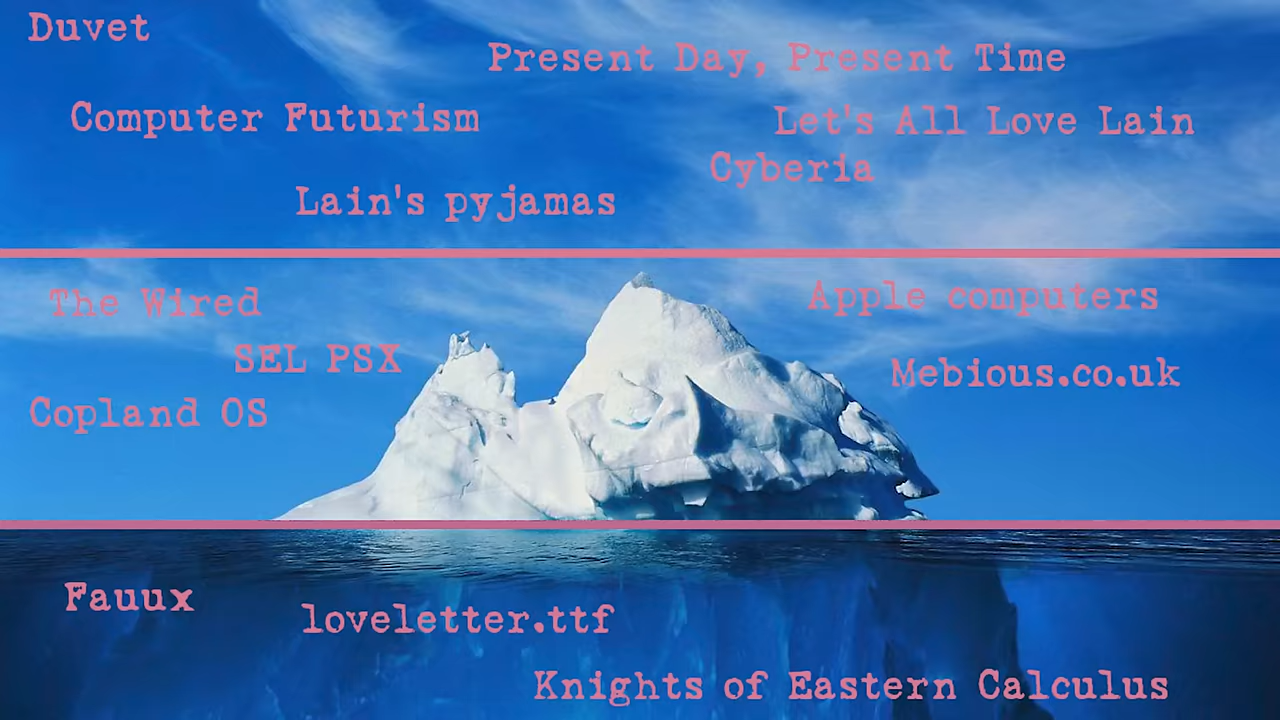 Duvet
Present Day, Present Time
Computer Futurism
Let's All Love Lain
Cyberia
Lain's pyjamas
The Wired
Apple computers
SEL PSX
Mebious.co.uk
Copland OS
Fauux
loveletter.ttf
Knights of Eastern Calculus